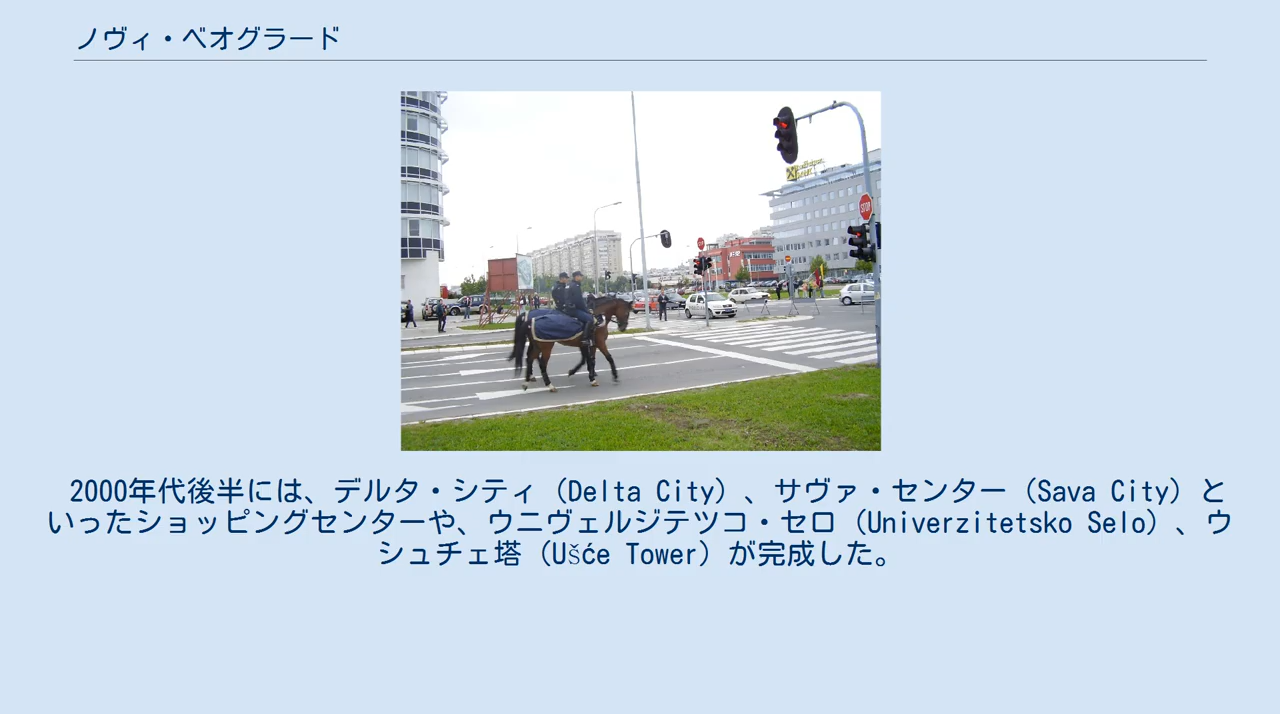 ノヴィ・ベオグラード
STOP
2000年代後半には、デルタ・シティ（Delta City）、サヴァ・センター（Sava City）と
いったショッピングセンターや、ウニヴェルジテツコ・セロ（Univerzitetsko Selo）、ウ
シュチェ塔（Ušće Tower）が完成した。